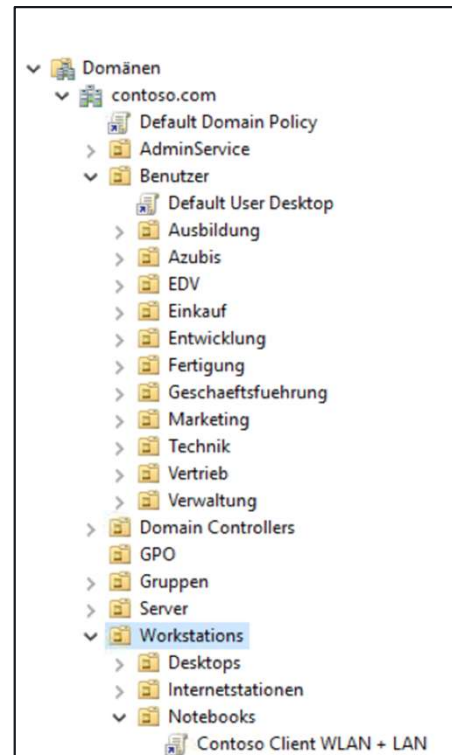 Domänen
contoso.com
Default Domain Policy
AdminService
Benutzer
Default User Desktop
Ausbildung
Azubis
EDV
Einkauf
Entwicklung
Fertigung
Geschaeftsfuehrung
Marketing
Technik
Vertrieb
Verwaltung
Domain Controllers
GPO
Gruppen
Server
Workstations
Desktops
Internetstationen
Notebooks
Contoso Client WLAN + LAN